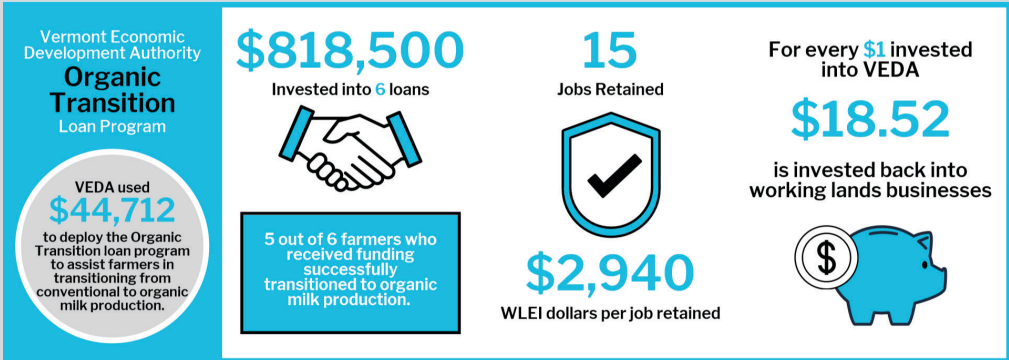 Vermont Economic
Development Authority
Organic
Transition
Loan Program
VEDA used
$44,712
to deploy the Organic
Transition loan program
to assist farmers in
transitioning from
conventional to organic
milk production.
$818,500
Invested into 6 loans
5 out of 6 farmers who
received funding
successfully
transitioned to organic
milk production.
15
Jobs Retained
$2,940
WLEI dollars per job retained
For every $1 invested
into VEDA
$18.52
is invested back into
working lands businesses
$